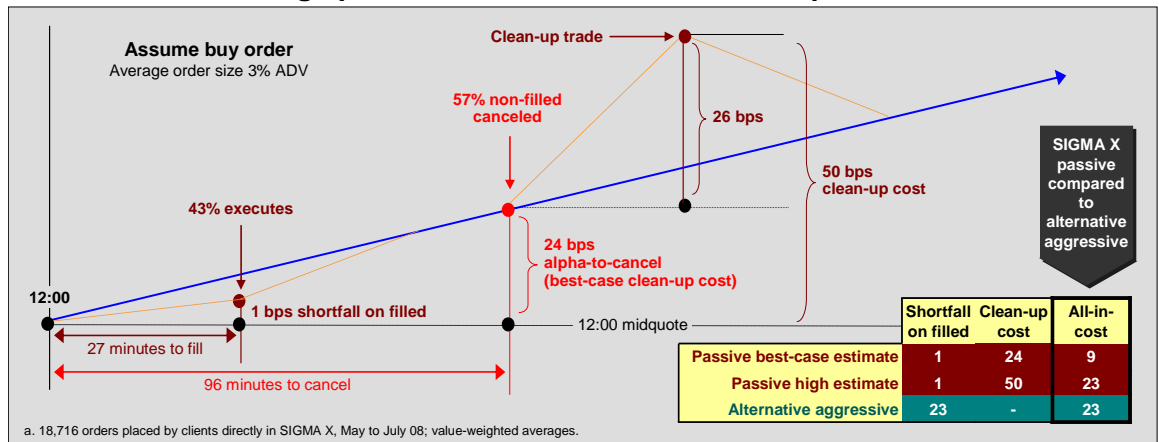 Assume buy order
Average order size 3% ADV
Clean-up trade
57% non-filled
canceled
26 bps
50 bps
clean-up cost
SIGMA X
passive
compared
to
alternative
aggressive
43% executes
24 bps
alpha-to-cancel
(best-case clean-up cost)
12:00
1 bps shortfall on filled
12:00 midquote
27 minutes to fill
96 minutes to cancel
Shortfall on filled Clean-up cost All-in-cost
Passive best-case estimate 1 24 9
Passive high estimate 1 50 23
Alternative aggressive 23 - 23
a. 18,716 orders placed by clients directly in SIGMA X, May to July 08; value-weighted averages.